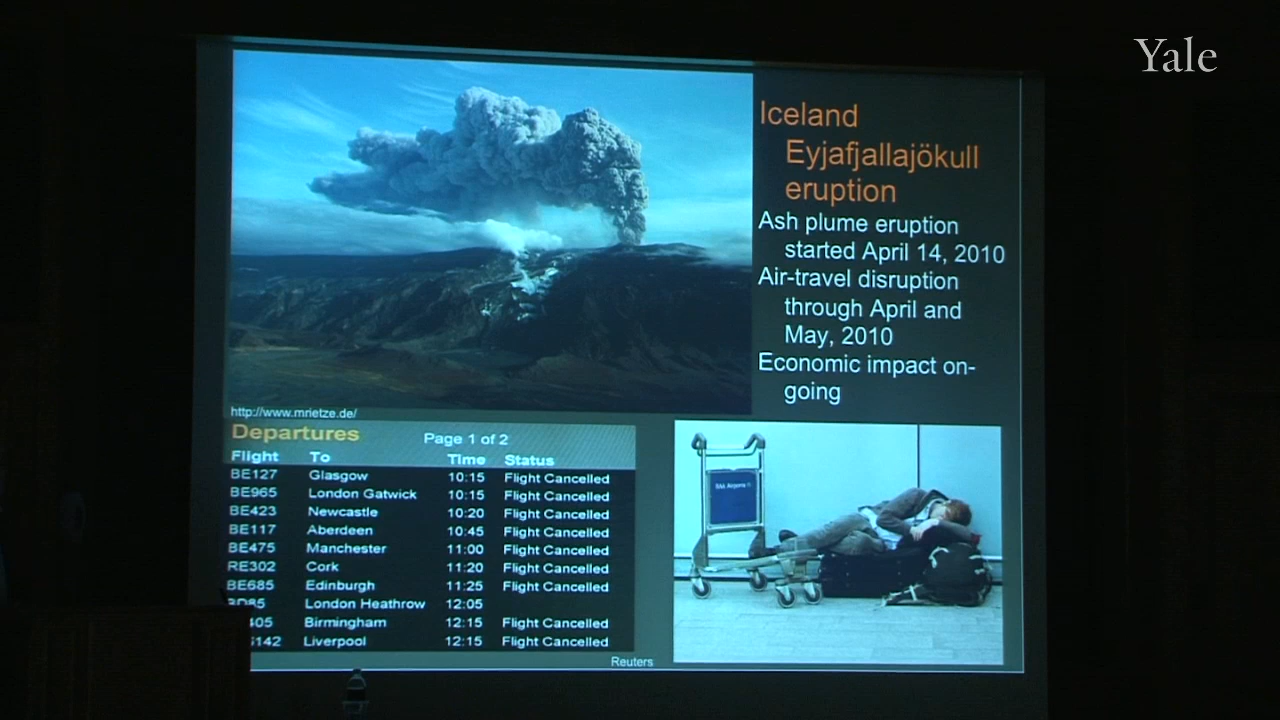 Yale
Iceland
Eyjafjallajökull
eruption
Ash plume eruption
started April 14, 2010
Air-travel disruption
through April and
May, 2010
Economic impact on-
going
http://www.mrietze.de/
Departures Page 1 of 2
Flight To Time Status
BE127 Glasgow 10:15 Flight Cancelled
BE965 London Gatwick 10:15 Flight Cancelled
BE423 Newcastle 10:20 Flight Cancelled
BE117 Aberdeen 10:45 Flight Cancelled
BE475 Manchester 11:00 Flight Cancelled
RE302 Cork 11:20 Flight Cancelled
BE685 Edinburgh 11:25 Flight Cancelled
London Heathrow 12:05
Birmingham 12:15 Flight Cancelled
Liverpool 12:15 Flight Cancelled
Reuters
BAA Airports